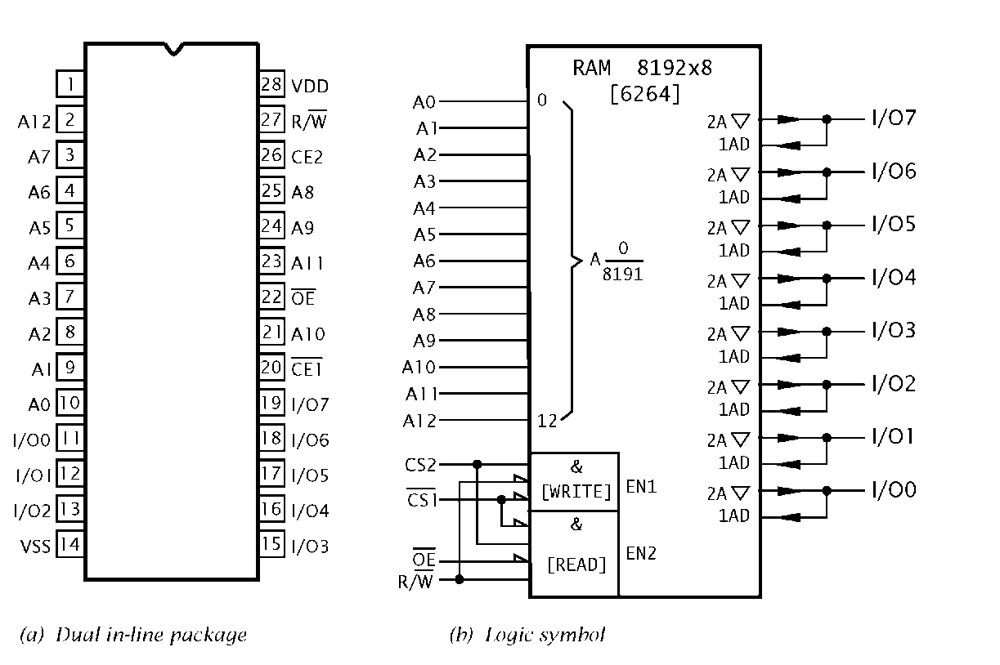 1
A12 2
A7 3
A6 4
A5 5
A4 6
A3 7
A2 8
A1 9
A0 10
I/O0 11
I/O1 12
I/O2 13
VSS 14
28 VDD
27 R/W̅
26 CE2
25 A8
24 A9
23 A11
22 O̅E̅
21 A10
20 C̅E̅1̅
19 I/O7
18 I/O6
17 I/O5
16 I/O4
15 I/O3
(a) Dual in-line package
RAM 8192x8
[6264]
A0
A1
A2
A3
A4
A5
A6
A7
A8
A9
A10
A11
A12
0
12
A 0
8191
CS2
C̅S̅1̅
O̅E̅
R/W̅
&
[WRITE]
EN1
&
[READ]
EN2
2A ▽ I/O7
1AD
2A ▽ I/O6
1AD
2A ▽ I/O5
1AD
2A ▽ I/O4
1AD
2A ▽ I/O3
1AD
2A ▽ I/O2
1AD
2A ▽ I/O1
1AD
2A ▽ I/O0
1AD
(b) Logic symbol